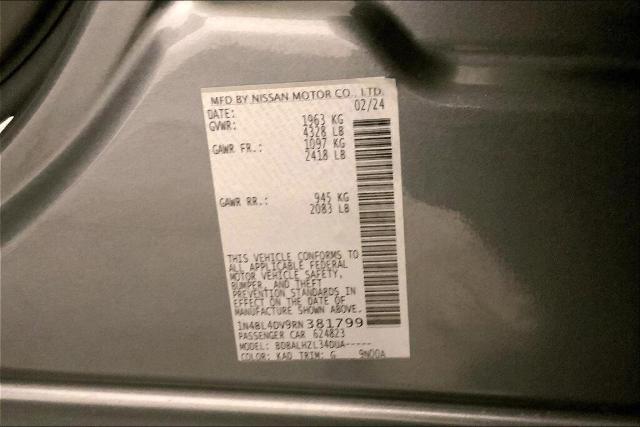 MFD BY NISSAN MOTOR CO., LTD.
DATE: 02/24
GVWR: 1963 KG
4328 LB
GAWR FR.: 1097 KG
2418 LB
GAWR RR.: 945 KG
2083 LB
THIS VEHICLE CONFORMS TO
ALL APPLICABLE FEDERAL
MOTOR VEHICLE SAFETY,
BUMPER, AND THEFT
PREVENTION STANDARDS IN
EFFECT ON THE DATE OF
MANUFACTURE SHOWN ABOVE.
1N4BL4DV9RN381799
PASSENGER CAR 624823
MODEL: BDBALHZL34DUA-----
COLOR: KAD TRIM: G 9N00A